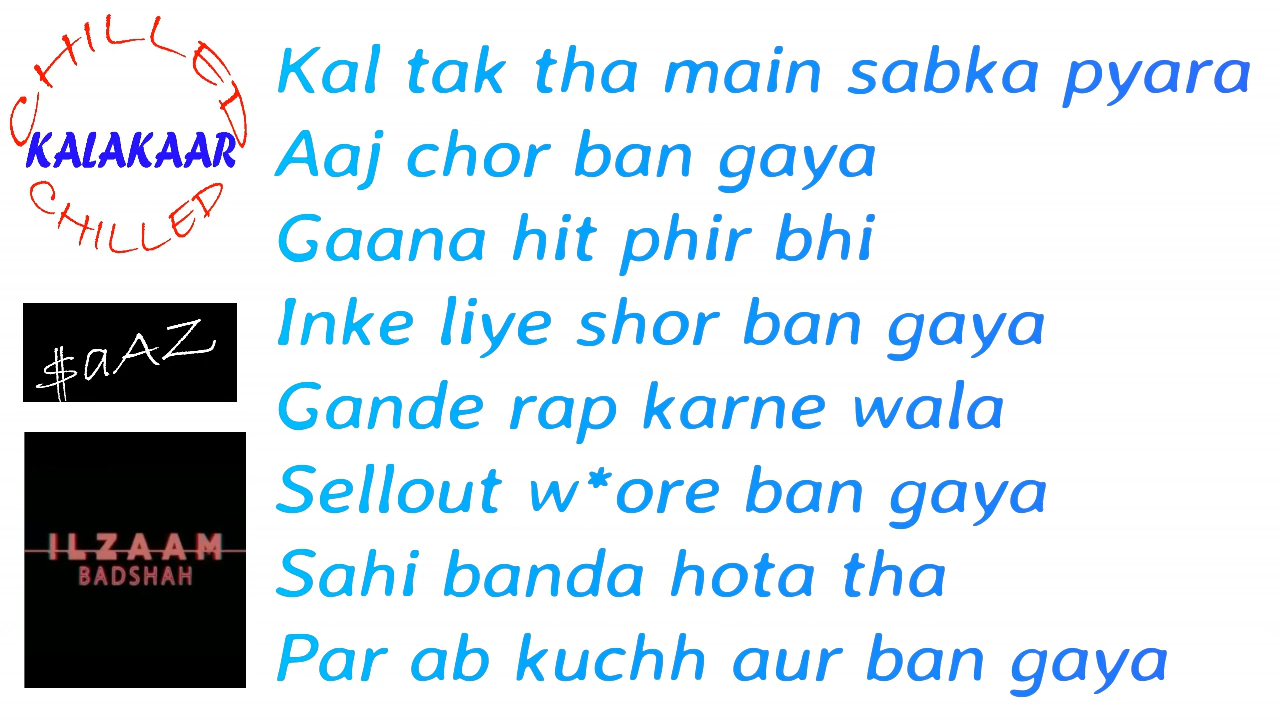 CHILLED
KALAKAAR
CHILLED
$aAZ
ILZAAM
BADSHAH
Kal tak tha main sabka pyara
Aaj chor ban gaya
Gaana hit phir bhi
Inke liye shor ban gaya
Gande rap karne wala
Sellout w*ore ban gaya
Sahi banda hota tha
Par ab kuchh aur ban gaya